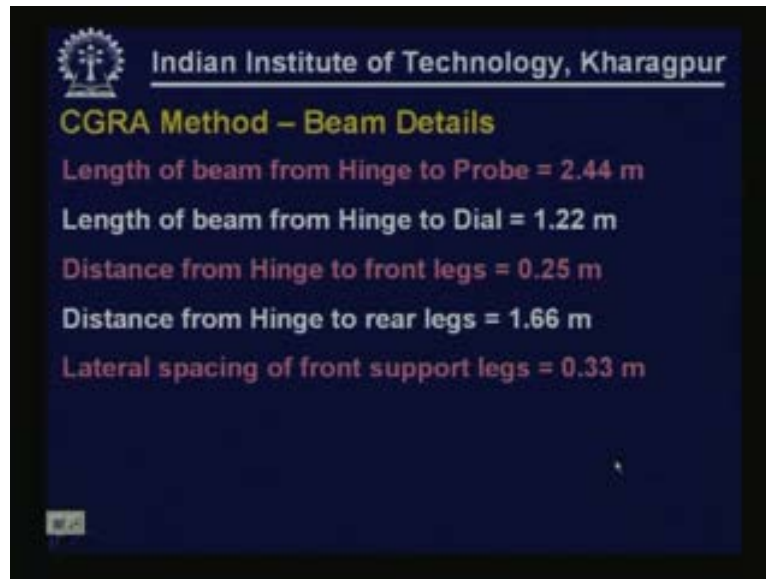 Indian Institute of Technology, Kharagpur
CGRA Method – Beam Details
Length of beam from Hinge to Probe = 2.44 m
Length of beam from Hinge to Dial = 1.22 m
Distance from Hinge to front legs = 0.25 m
Distance from Hinge to rear legs = 1.66 m
Lateral spacing of front support legs = 0.33 m